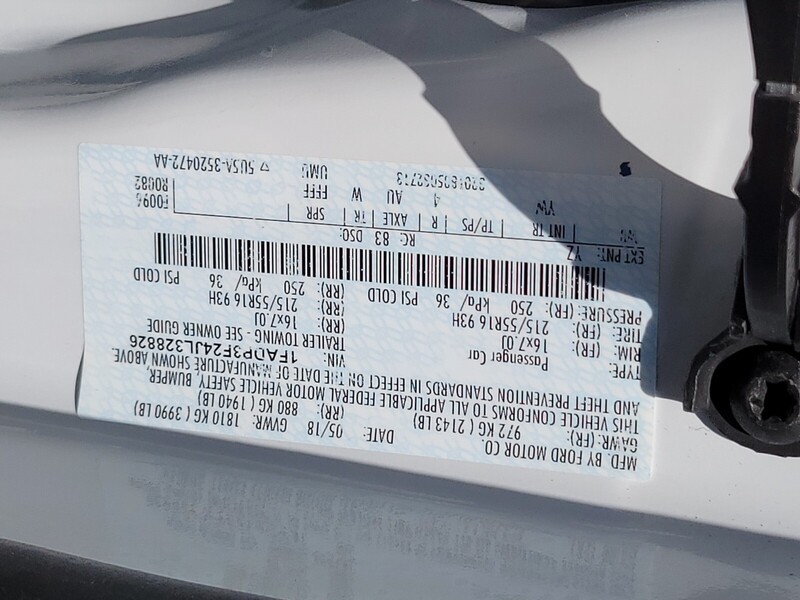 MFD. BY FORD MOTOR CO.
DATE: 05/18 GVWR: 1810 KG ( 3990 LB)
GAWR: (FR): 972 KG ( 2143 LB) (RR): 880 KG ( 1940 LB)
THIS VEHICLE CONFORMS TO ALL APPLICABLE FEDERAL MOTOR VEHICLE SAFETY, BUMPER,
AND THEFT PREVENTION STANDARDS IN EFFECT ON THE DATE OF MANUFACTURE SHOWN ABOVE.
VIN: 1FADP3F24JL328826
TYPE: Passenger Car TRAILER TOWING - SEE OWNER GUIDE
RIM: (FR): 16x7.0J (RR): 16x7.0J
TIRE: (FR): 215/55R16 93H (RR): 215/55R16 93H
PRESSURE: (FR): 250 kPa/ 36 PSI COLD (RR): 250 kPa/ 36 PSI COLD
EXT PNT: YZ RC: 83 DSO: F0094
INT TR TP/PS R AXLE TR SPR R0082
YW 4 AU W FFFF
UMU ▽ 5U5A-3520472-AA